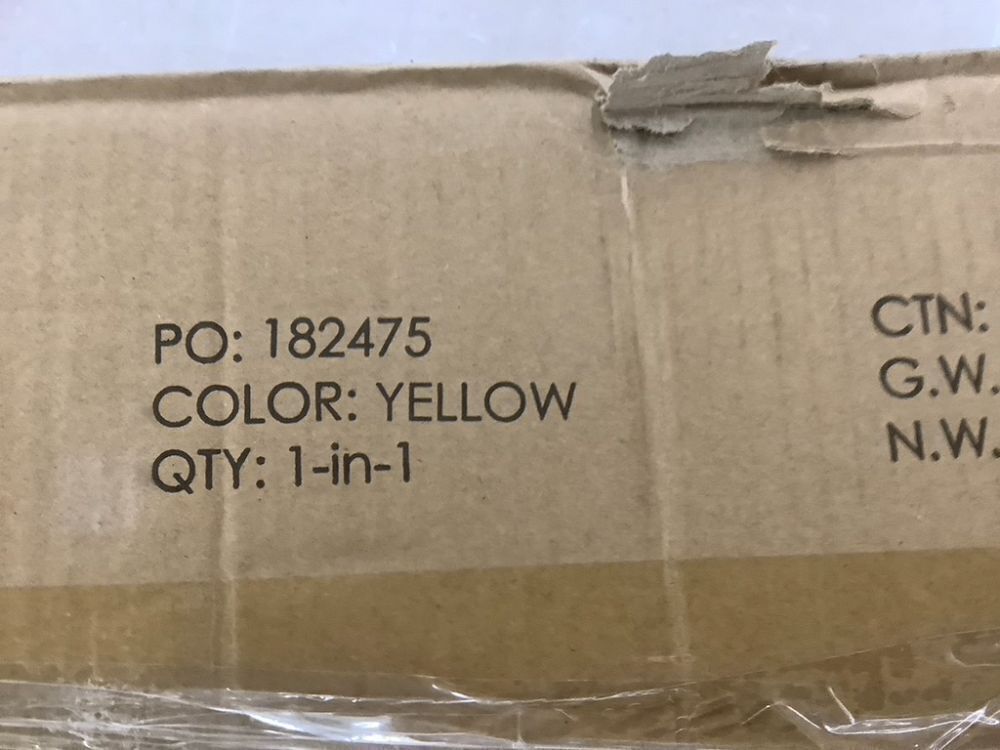 PO: 182475
COLOR: YELLOW
QTY: 1-in-1
CTN:
G.W.
N.W.